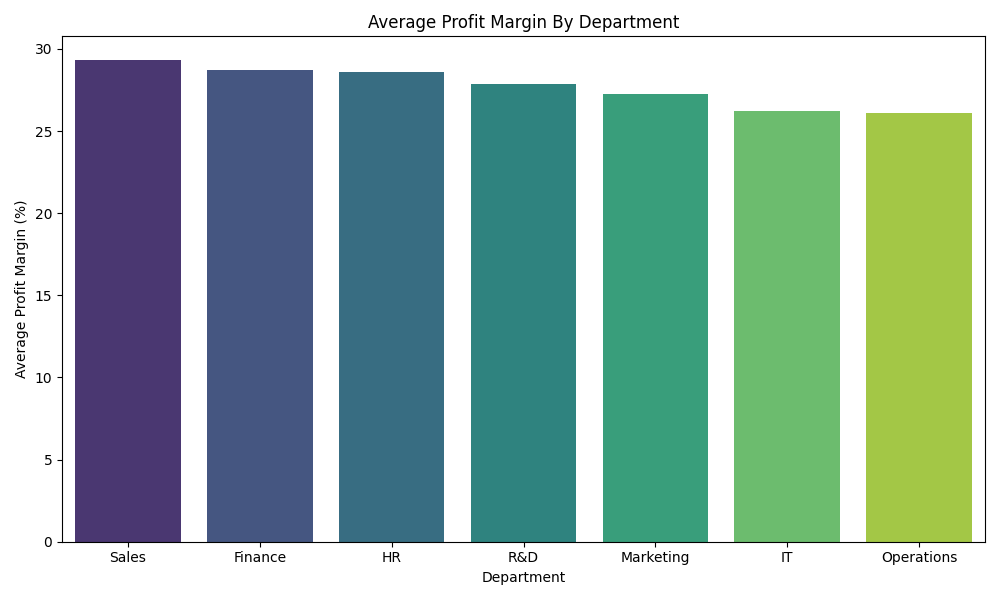 Average Profit Margin By Department
Average Profit Margin (%)
30
25
20
15
10
5
0
Sales Finance HR R&D Marketing IT Operations
Department